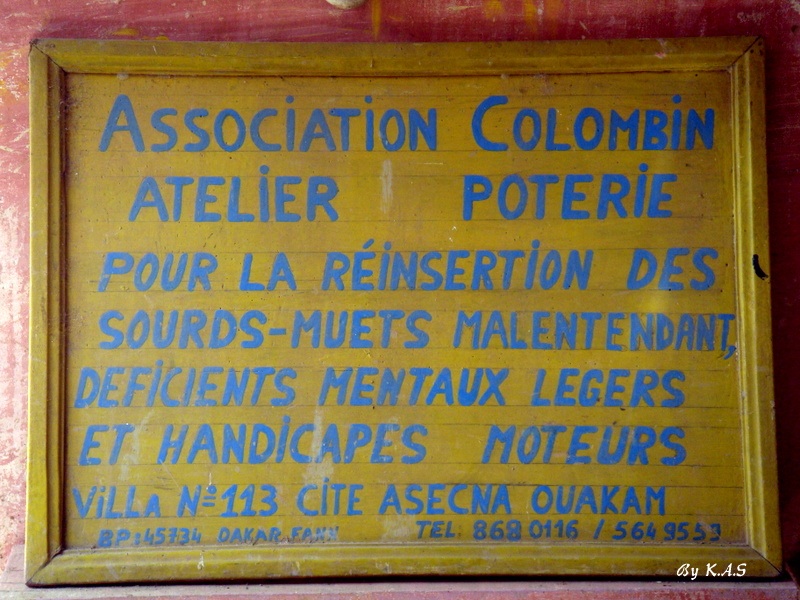 ASSOCIATION COLOMBIN
ATELIER POTERIE
POUR LA RÉINSERTION DES
SOURDS-MUETS MALENTENDANT,
DEFICIENTS MENTAUX LEGERS
ET HANDICAPES MOTEURS
VILLA Nº113 CITE ASECNA OUAKAM
BP:45734 DAKAR FANN TEL. 868 0116 / 564 95 53
By K.A.S